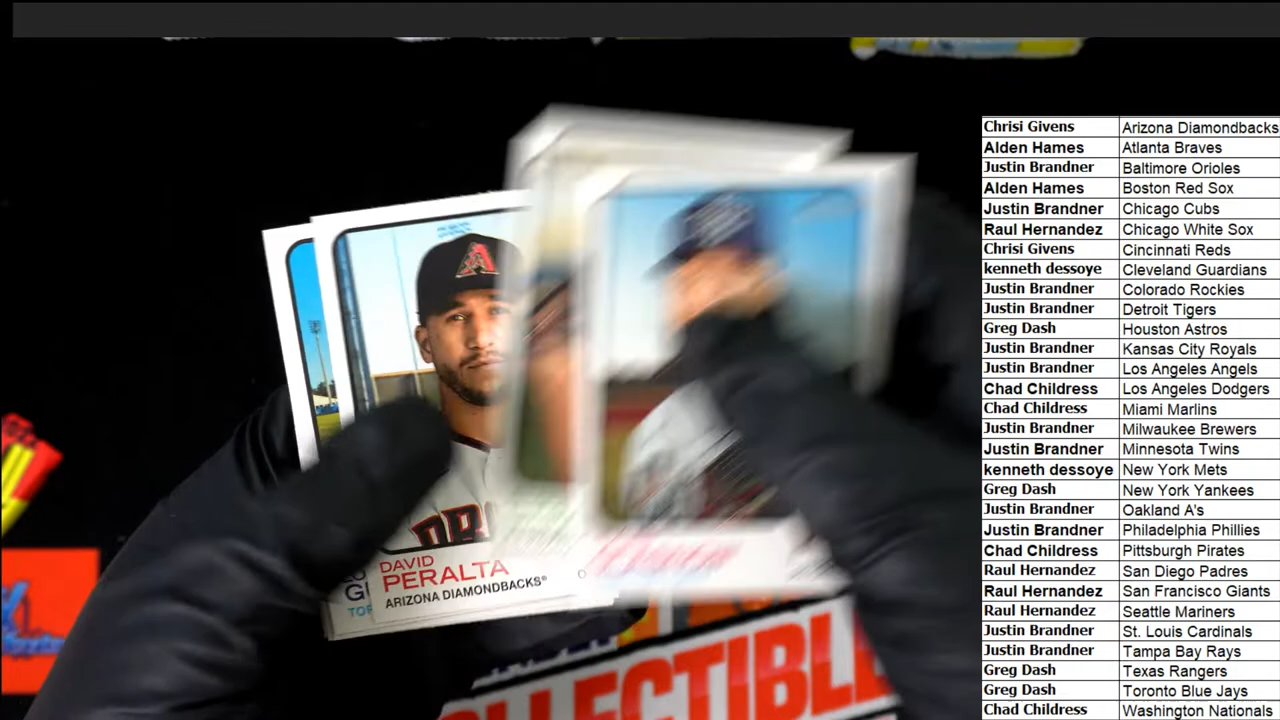 Chrisi Givens Arizona Diamondbacks
Alden Hames Atlanta Braves
Justin Brandner Baltimore Orioles
Alden Hames Boston Red Sox
Justin Brandner Chicago Cubs
Raul Hernandez Chicago White Sox
Chrisi Givens Cincinnati Reds
kenneth dessoye Cleveland Guardians
Justin Brandner Colorado Rockies
Justin Brandner Detroit Tigers
Greg Dash Houston Astros
Justin Brandner Kansas City Royals
Justin Brandner Los Angeles Angels
Chad Childress Los Angeles Dodgers
Chad Childress Miami Marlins
Justin Brandner Milwaukee Brewers
Justin Brandner Minnesota Twins
kenneth dessoye New York Mets
Greg Dash New York Yankees
Justin Brandner Oakland A's
Justin Brandner Philadelphia Phillies
Chad Childress Pittsburgh Pirates
Raul Hernandez San Diego Padres
Raul Hernandez San Francisco Giants
Raul Hernandez Seattle Mariners
Justin Brandner St. Louis Cardinals
Justin Brandner Tampa Bay Rays
Greg Dash Texas Rangers
Greg Dash Toronto Blue Jays
Chad Childress Washington Nationals
A
DAVID
PERALTA
ARIZONA DIAMONDBACKS®
LLECTIBLE